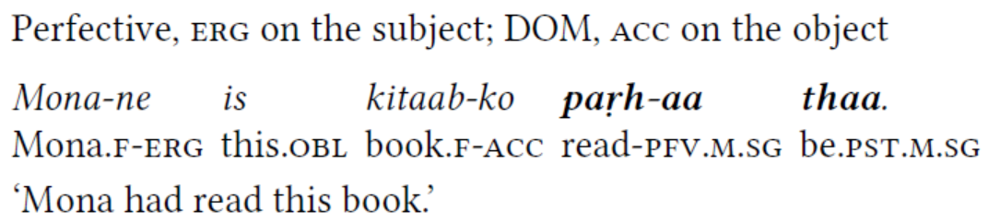 Perfective, ERG on the subject; DOM, ACC on the object
Mona-ne is kitaab-ko paṛh-aa thaa.
Mona.F-ERG this.OBL book.F-ACC read-PFV.M.SG be.PST.M.SG
‘Mona had read this book.’